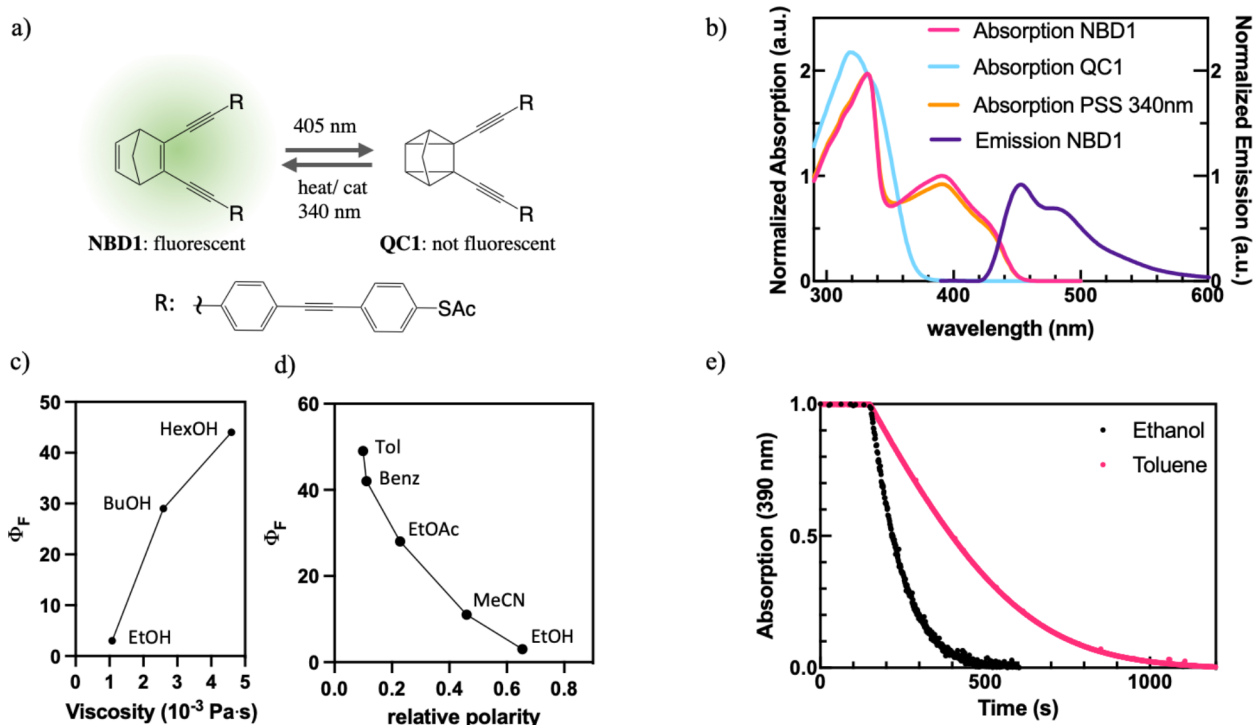 a)
R
405 nm
heat/ cat
340 nm
R
R
R
NBD1: fluorescent
QC1: not fluorescent
R:
SAc
b)
Normalized Absorption (a.u.)
Normalized Emission (a.u.)
Absorption NBD1
Absorption QC1
Absorption PSS 340nm
Emission NBD1
2
1
0
2
1
0
290
400
500
600
wavelength (nm)
c)
50
40
30
20
10
0
ΦF
HexOH
BuOH
EtOH
0 1 2 3 4 5
Viscosity (10-3 Pa·s)
d)
60
40
20
0
ΦF
Tol
Benz
EtOAc
MeCN
EtOH
0.0 0.2 0.4 0.6 0.8
relative polarity
e)
1.0
0.5
0.0
Absorption (390 nm)
Ethanol
Toluene
0 500 1000
Time (s)